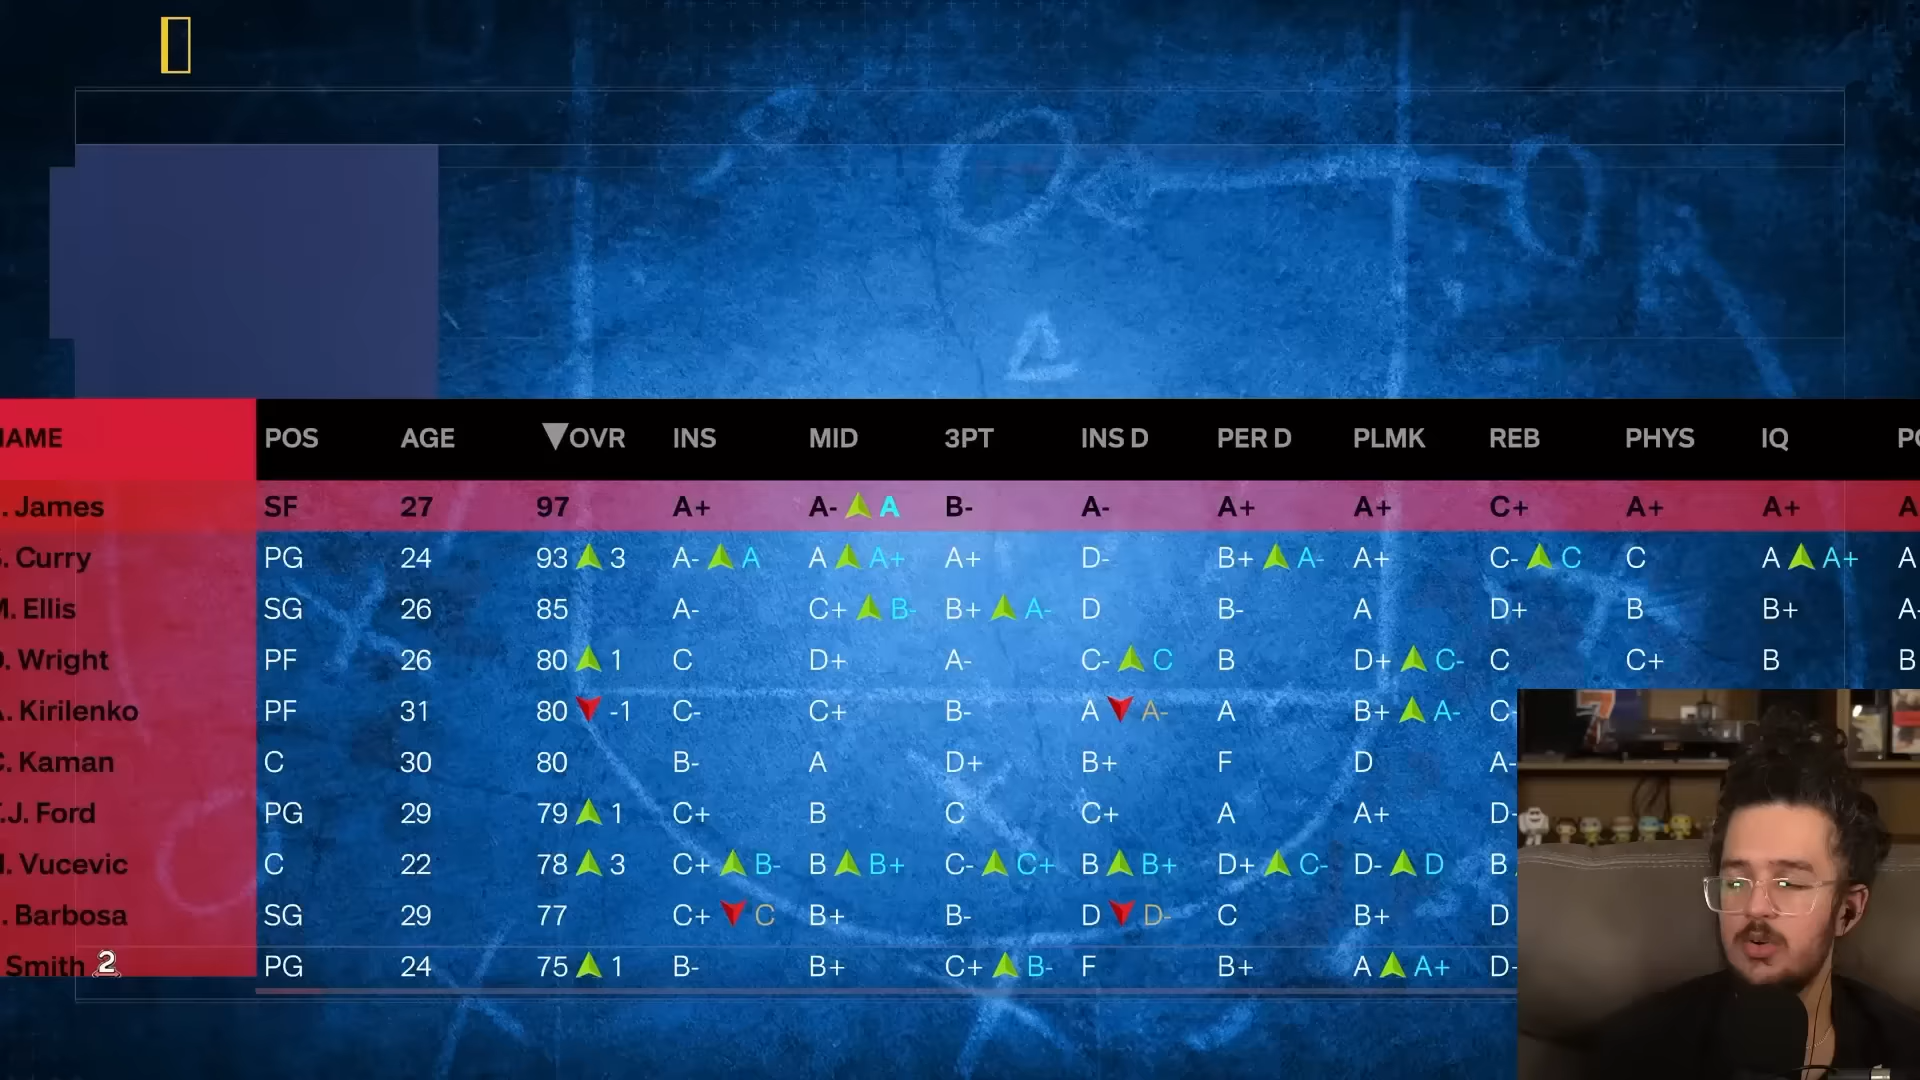 NAME POS AGE OVR INS MID 3PT INS D PER D PLMK REB PHYS IQ
. James SF 27 97 A+ A- A B- A- A+ A+ C+ A+ A+ A
. Curry PG 24 93 3 A- A A A+ A+ D- B+ A- A+ C- C C A A+ A
M. Ellis SG 26 85 A- C+ B- B+ A- D B- A D+ B B+ A-
. Wright PF 26 80 1 C D+ A- C- C B D+ C- C C+ B B
A. Kirilenko PF 31 80 -1 C- C+ B- A A- A B+ A- C-
C. Kaman C 30 80 B- A D+ B+ F D A-
.J. Ford PG 29 79 1 C+ B C C+ A A+ D-
. Vucevic C 22 78 3 C+ B- B B+ C- C+ B B+ D+ C- D- D B
. Barbosa SG 29 77 C+ C B+ B- D D- C B+ D
Smith 2 PG 24 75 1 B- B+ C+ B- F B+ A A+ D-